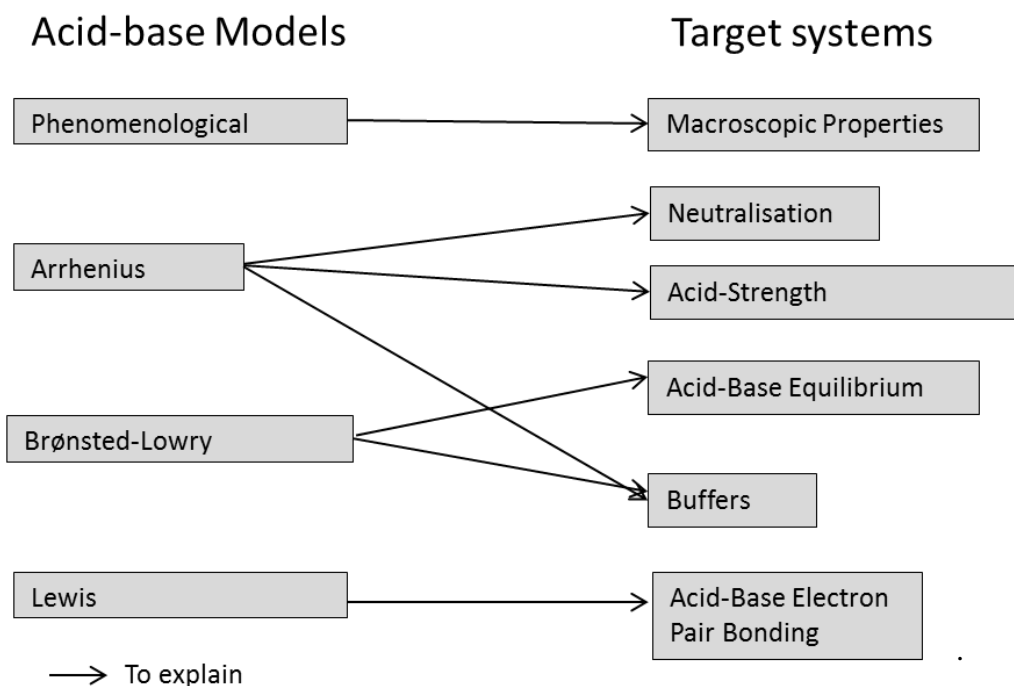 Acid-base Models
Target systems
Phenomenological
Macroscopic Properties
Neutralisation
Arrhenius
Acid-Strength
Acid-Base Equilibrium
Brønsted-Lowry
Buffers
Lewis
Acid-Base Electron
Pair Bonding
.
To explain